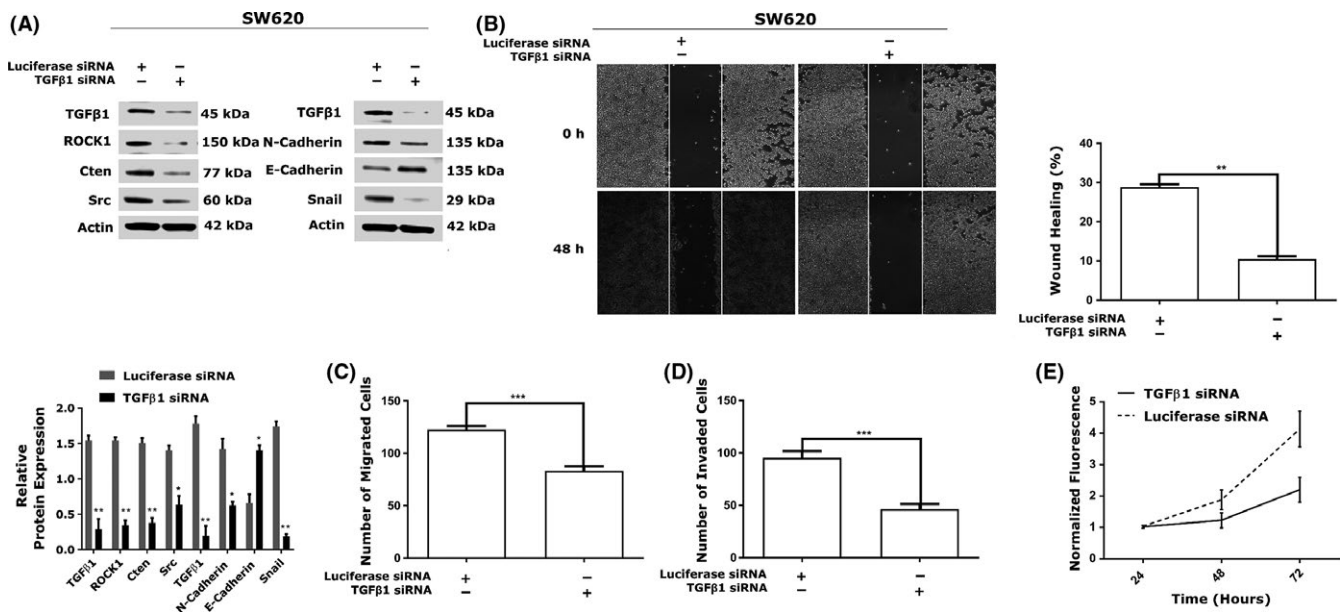 (A)
SW620
Luciferase siRNA + −
TGFβ1 siRNA − +
+ −
− +
TGFβ1 45 kDa
ROCK1 150 kDa
Cten 77 kDa
Src 60 kDa
Actin 42 kDa
TGFβ1 45 kDa
N-Cadherin 135 kDa
E-Cadherin 135 kDa
Snail 29 kDa
Actin 42 kDa
Luciferase siRNA
TGFβ1 siRNA
Relative
Protein Expression
2.0
1.5
1.0
0.5
0.0
** ** ** * ** * * **
TGFβ1
ROCK1
Cten
Src
TGFβ1
N-Cadherin
E-Cadherin
Snail
(B)
SW620
Luciferase siRNA + −
TGFβ1 siRNA − +
0 h
48 h
Wound Healing (%)
40
30
20
10
0
**
Luciferase siRNA + −
TGFβ1 siRNA − +
(C)
Number of Migrated Cells
150
100
50
0
***
Luciferase siRNA + −
TGFβ1 siRNA − +
(D)
Number of Invaded Cells
150
100
50
0
***
Luciferase siRNA + −
TGFβ1 siRNA − +
(E)
TGFβ1 siRNA
Luciferase siRNA
Normalized Fluorescence
5
4
3
2
1
0
24
48
72
Time (Hours)